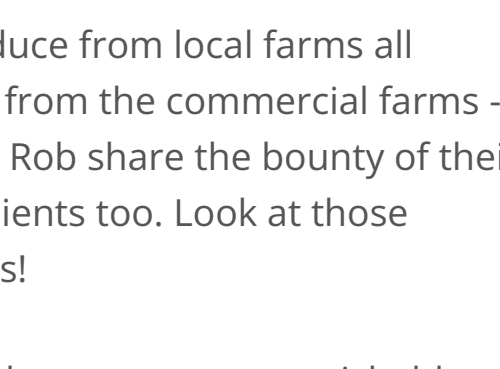 duce from local farms all
from the commercial farms -
Rob share the bounty of thei
ients too. Look at those
s!